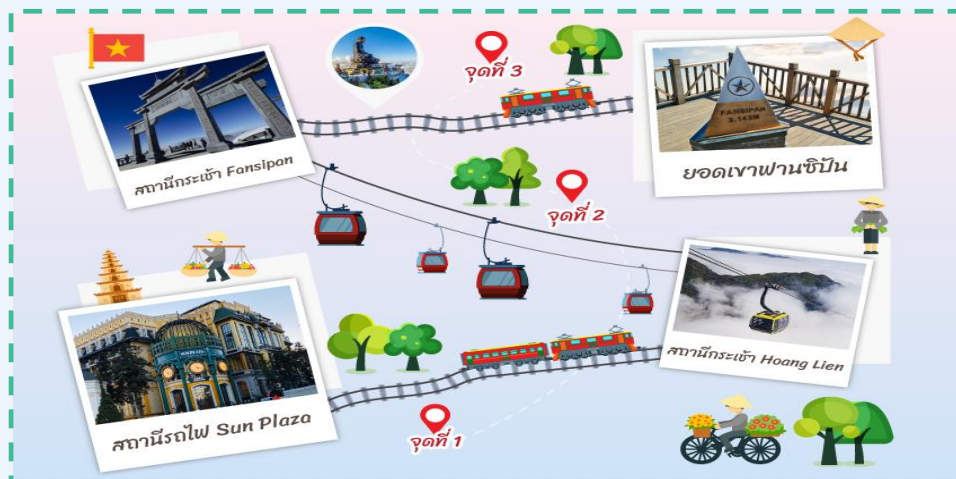 จุดที่ 3
สถานีกระเช้า Fansipan
FANSIPAN
3.143M
ยอดเขาฟานซิปัน
จุดที่ 2
สถานีกระเช้า Hoang Lien
สถานีรถไฟ Sun Plaza
จุดที่ 1